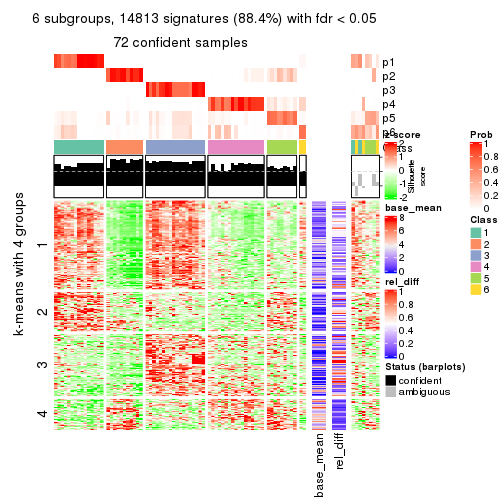 6 subgroups, 14813 signatures (88.4%) with fdr < 0.05
72 confident samples
p1
p2
p3
p4
p5
p6
Class
Silhouette
score
k-means with 4 groups
1
2
3
4
base_mean
rel_diff
z-score
2
1
0
-1
-2
base_mean
8
6
4
2
0
rel_diff
1
0.8
0.6
0.4
0.2
0
Status (barplots)
confident
ambiguous
Prob
1
0.8
0.6
0.4
0.2
0
Class
1
2
3
4
5
6